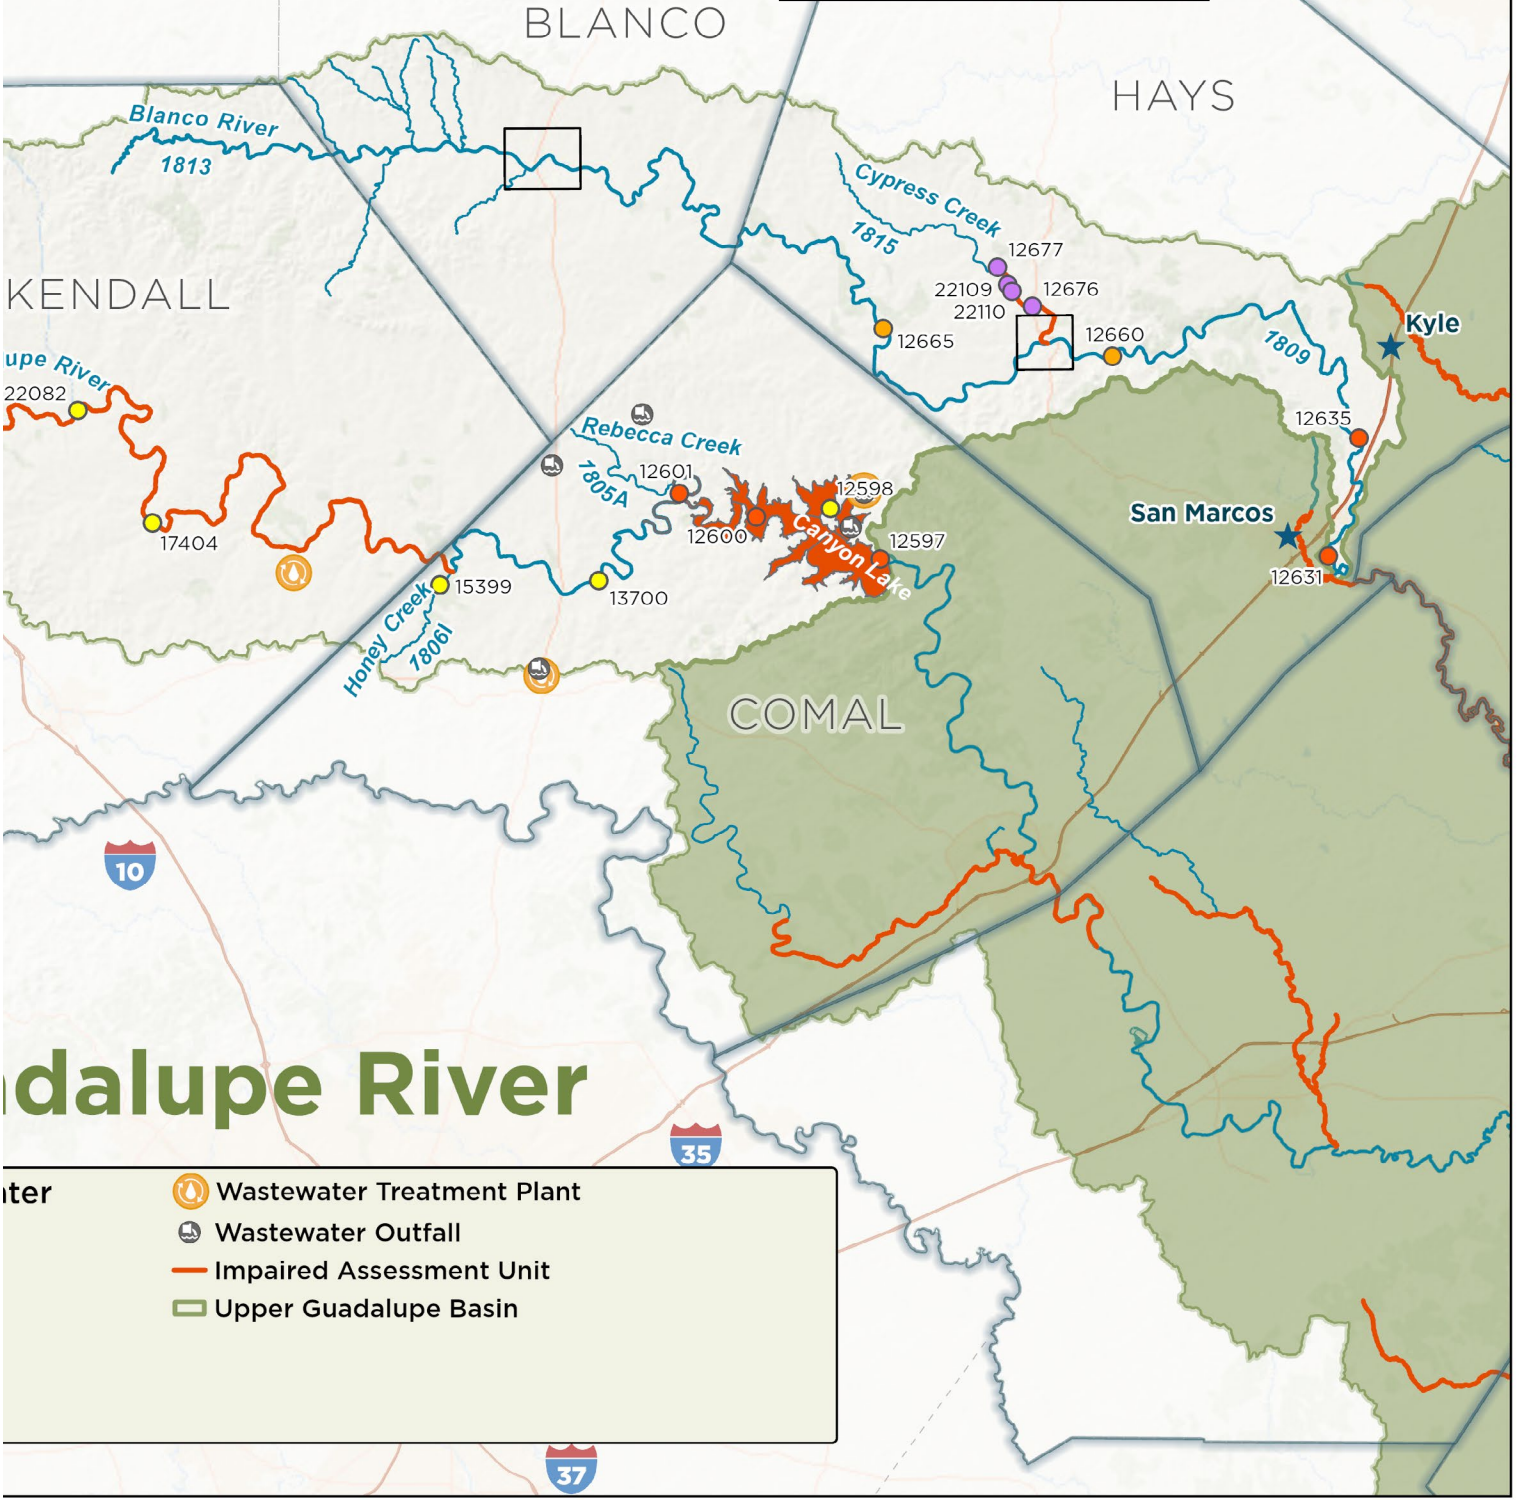 BLANCO
HAYS
Blanco River
1813
Cypress Creek
1815
12677
22109
12676
22110
KENDALL
12665
12660
1809
Kyle
upe River
22082
12635
Rebecca Creek
1805A
12601
12598
12600
Canyon Lake
12597
San Marcos
17404
15399
13700
12631
Honey Creek
1806I
COMAL
10
dalupe River
35
ter
Wastewater Treatment Plant
Wastewater Outfall
Impaired Assessment Unit
Upper Guadalupe Basin
37